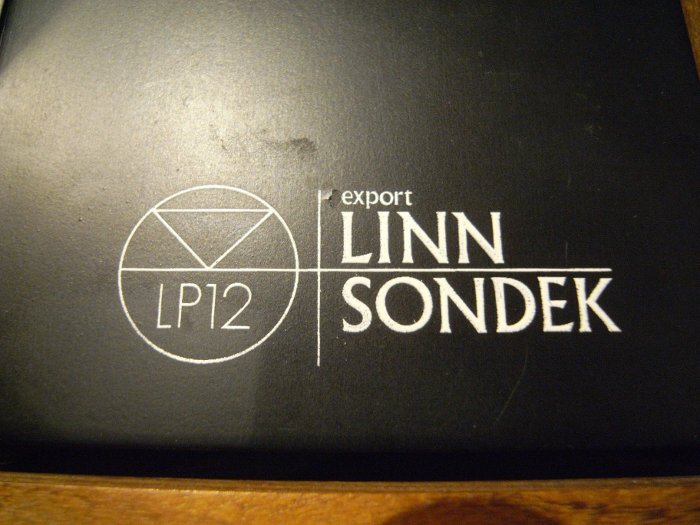 export
LINN
LP12
SONDEK